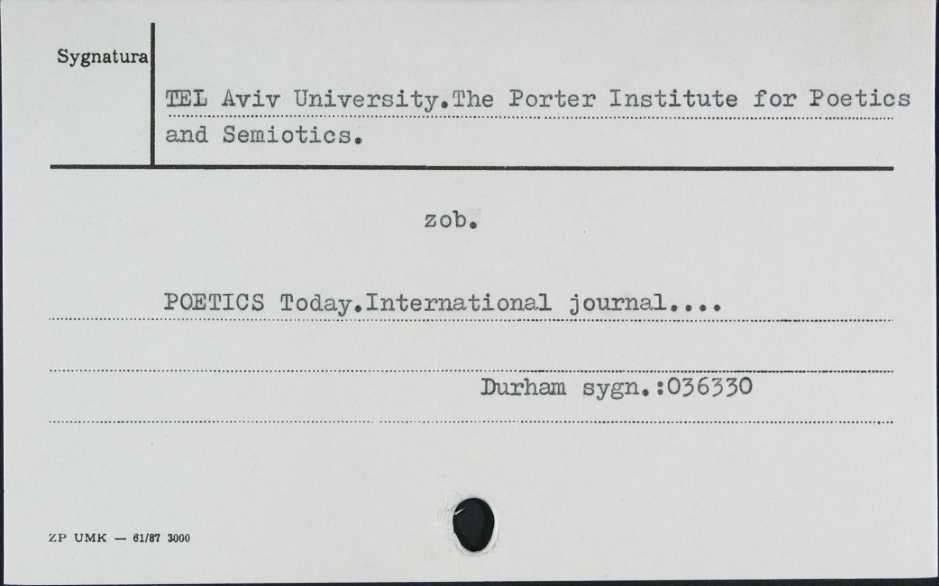 Sygnatura
TEL Aviv University.The Porter Institute for Poetics
and Semiotics.
zob.
POETICS Today.International journal....
Durham sygn.:036330
ZP UMK — 61/87 3000